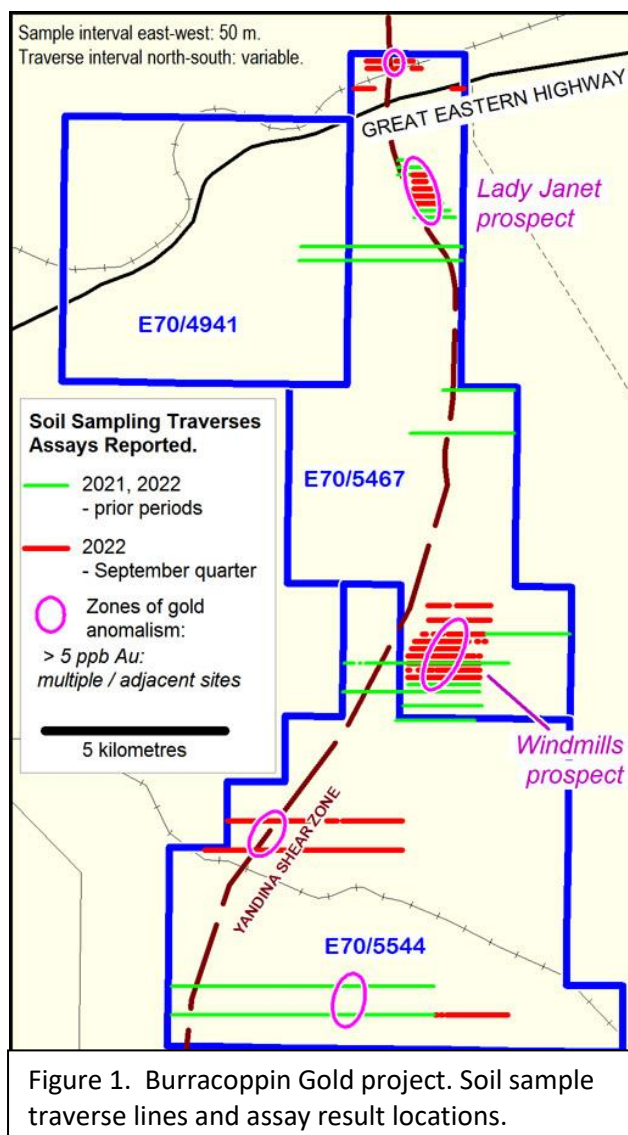 Sample interval east-west: 50 m.
Traverse interval north-south: variable.
GREAT EASTERN HIGHWAY
Lady Janet
prospect
E70/4941
Soil Sampling Traverses
Assays Reported.
2021, 2022
- prior periods
2022
- September quarter
Zones of gold
anomalism:
> 5 ppb Au:
multiple / adjacent sites
5 kilometres
E70/5467
Windmills
prospect
YANDINA SHEAR ZONE
E70/5544
Figure 1.  Burracoppin Gold project. Soil sample
traverse lines and assay result locations.